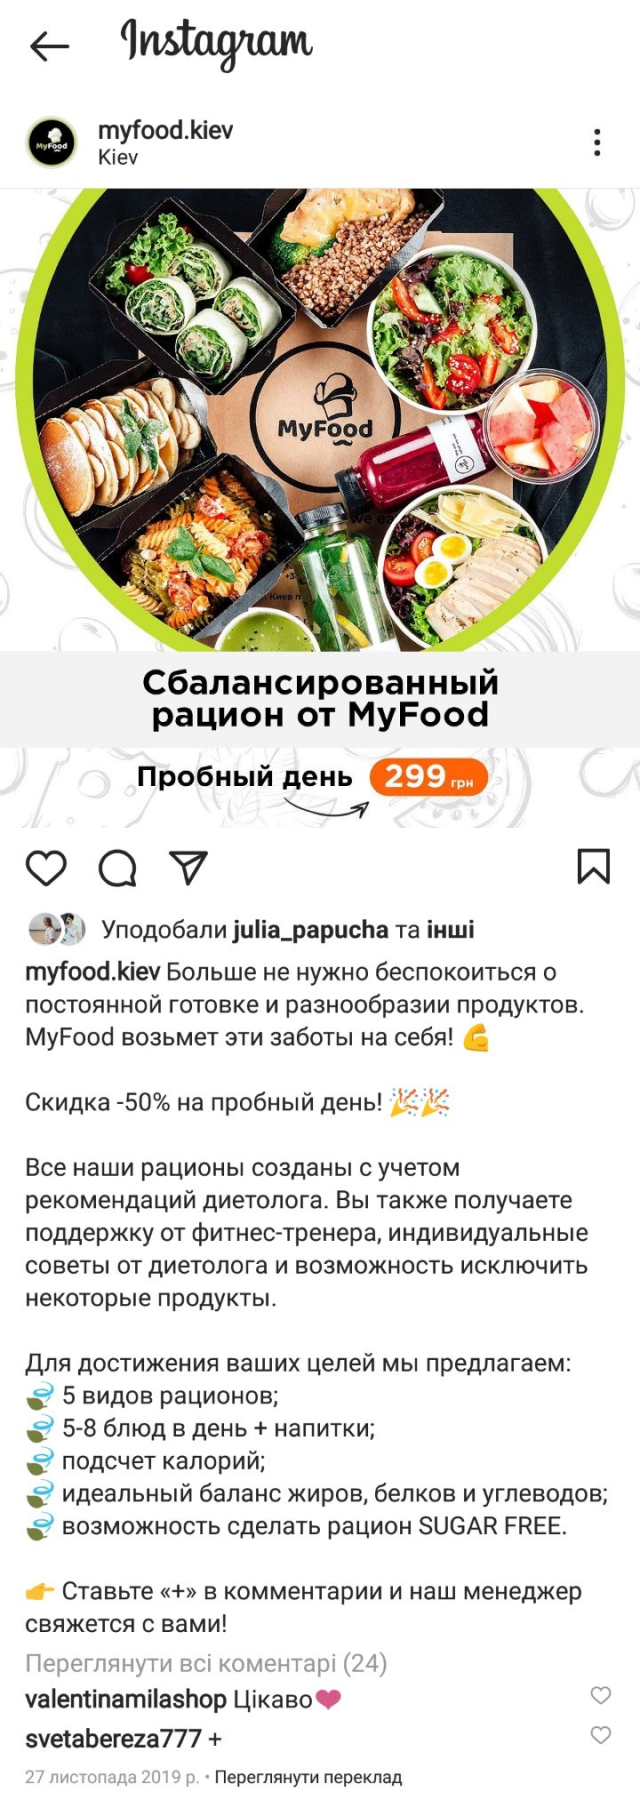 Instagram
MyFood
myfood.kiev
Kiev
MyFood
Сбалансированный
рацион от MyFood
Пробный день 299 грн
Уподобали julia_papucha та інші
myfood.kiev Больше не нужно беспокоиться о
постоянной готовке и разнообразии продуктов.
MyFood возьмет эти заботы на себя! 💪
Скидка -50% на пробный день! 🎉🎉
Все наши рационы созданы с учетом
рекомендаций диетолога. Вы также получаете
поддержку от фитнес-тренера, индивидуальные
советы от диетолога и возможность исключить
некоторые продукты.
Для достижения ваших целей мы предлагаем:
🍃 5 видов рационов;
🍃 5-8 блюд в день + напитки;
🍃 подсчет калорий;
🍃 идеальный баланс жиров, белков и углеводов;
🍃 возможность сделать рацион SUGAR FREE.
👉 Ставьте «+» в комментарии и наш менеджер
свяжется с вами!
Переглянути всі коментарі (24)
valentinamilashop Цікаво❤
svetabereza777 +
27 листопада 2019 р. • Переглянути переклад